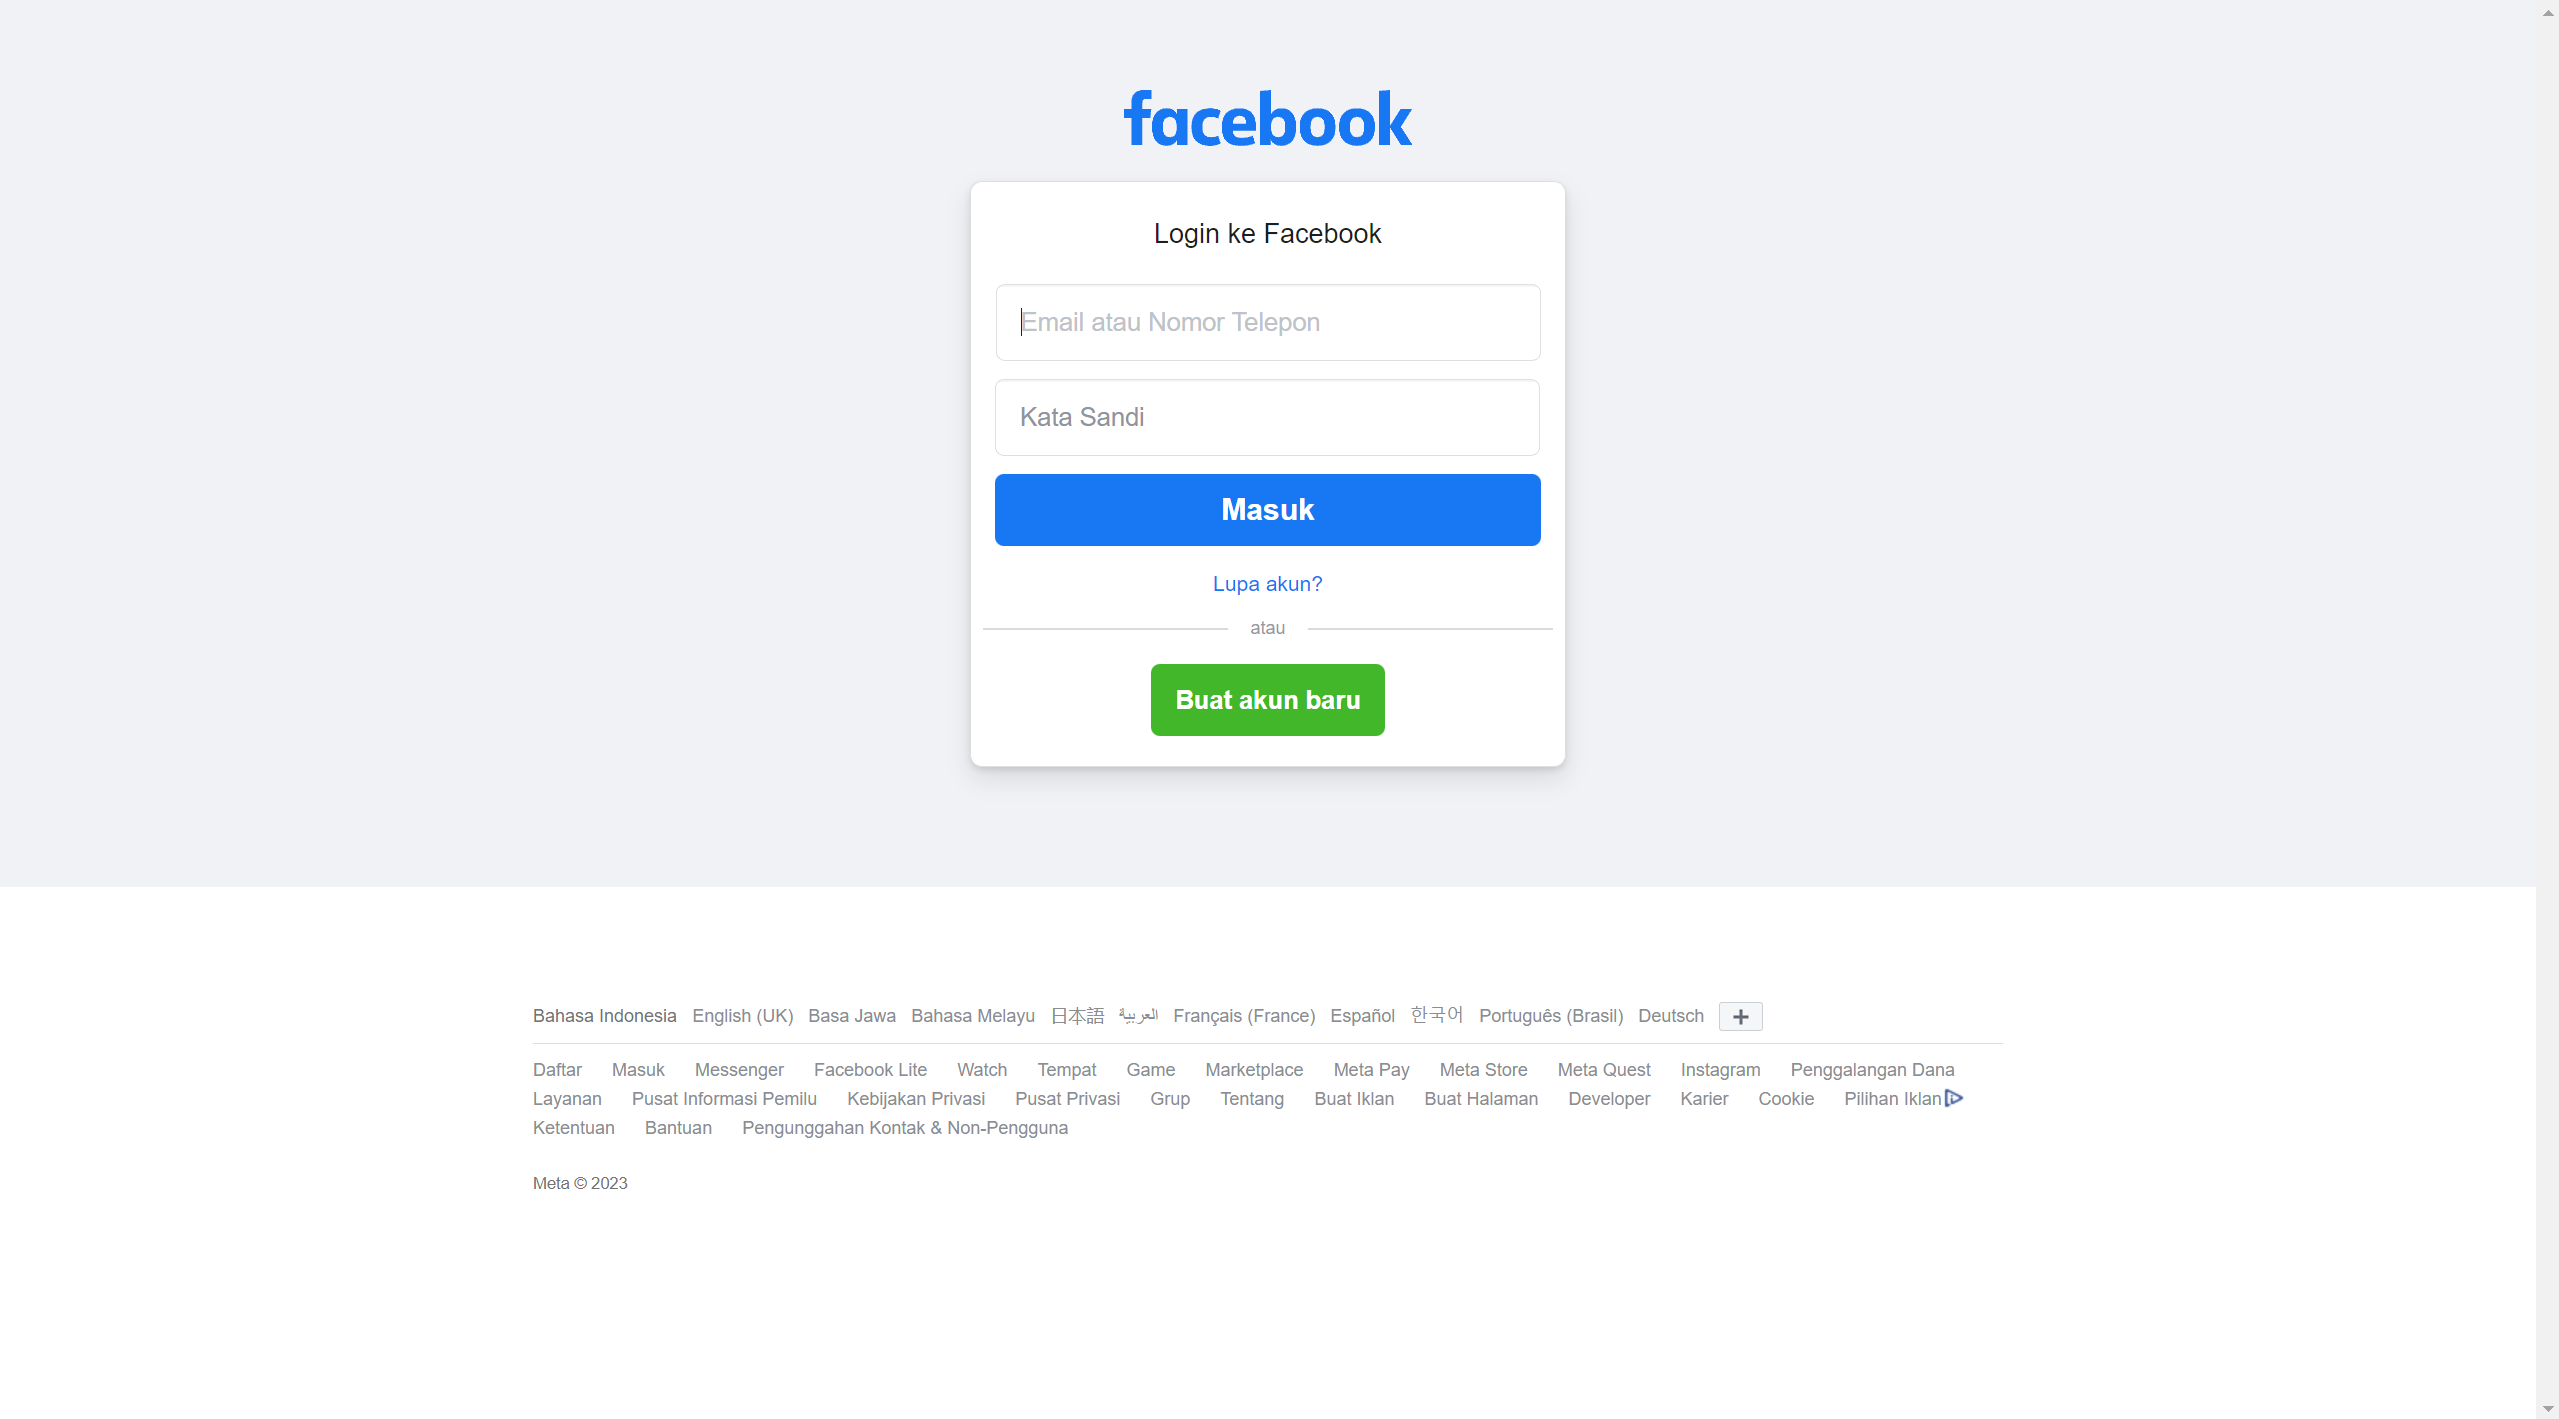 facebook
Login ke Facebook
Email atau Nomor Telepon
Kata Sandi
Masuk
Lupa akun?
atau
Buat akun baru
Bahasa Indonesia English (UK) Basa Jawa Bahasa Melayu 日本語 العربية Français (France) Español 한국어 Português (Brasil) Deutsch
Daftar Masuk Messenger Facebook Lite Watch Tempat Game Marketplace Meta Pay Meta Store Meta Quest Instagram Penggalangan Dana
Layanan Pusat Informasi Pemilu Kebijakan Privasi Pusat Privasi Grup Tentang Buat Iklan Buat Halaman Developer Karier Cookie Pilihan Iklan
Ketentuan Bantuan Pengunggahan Kontak & Non-Pengguna
Meta © 2023